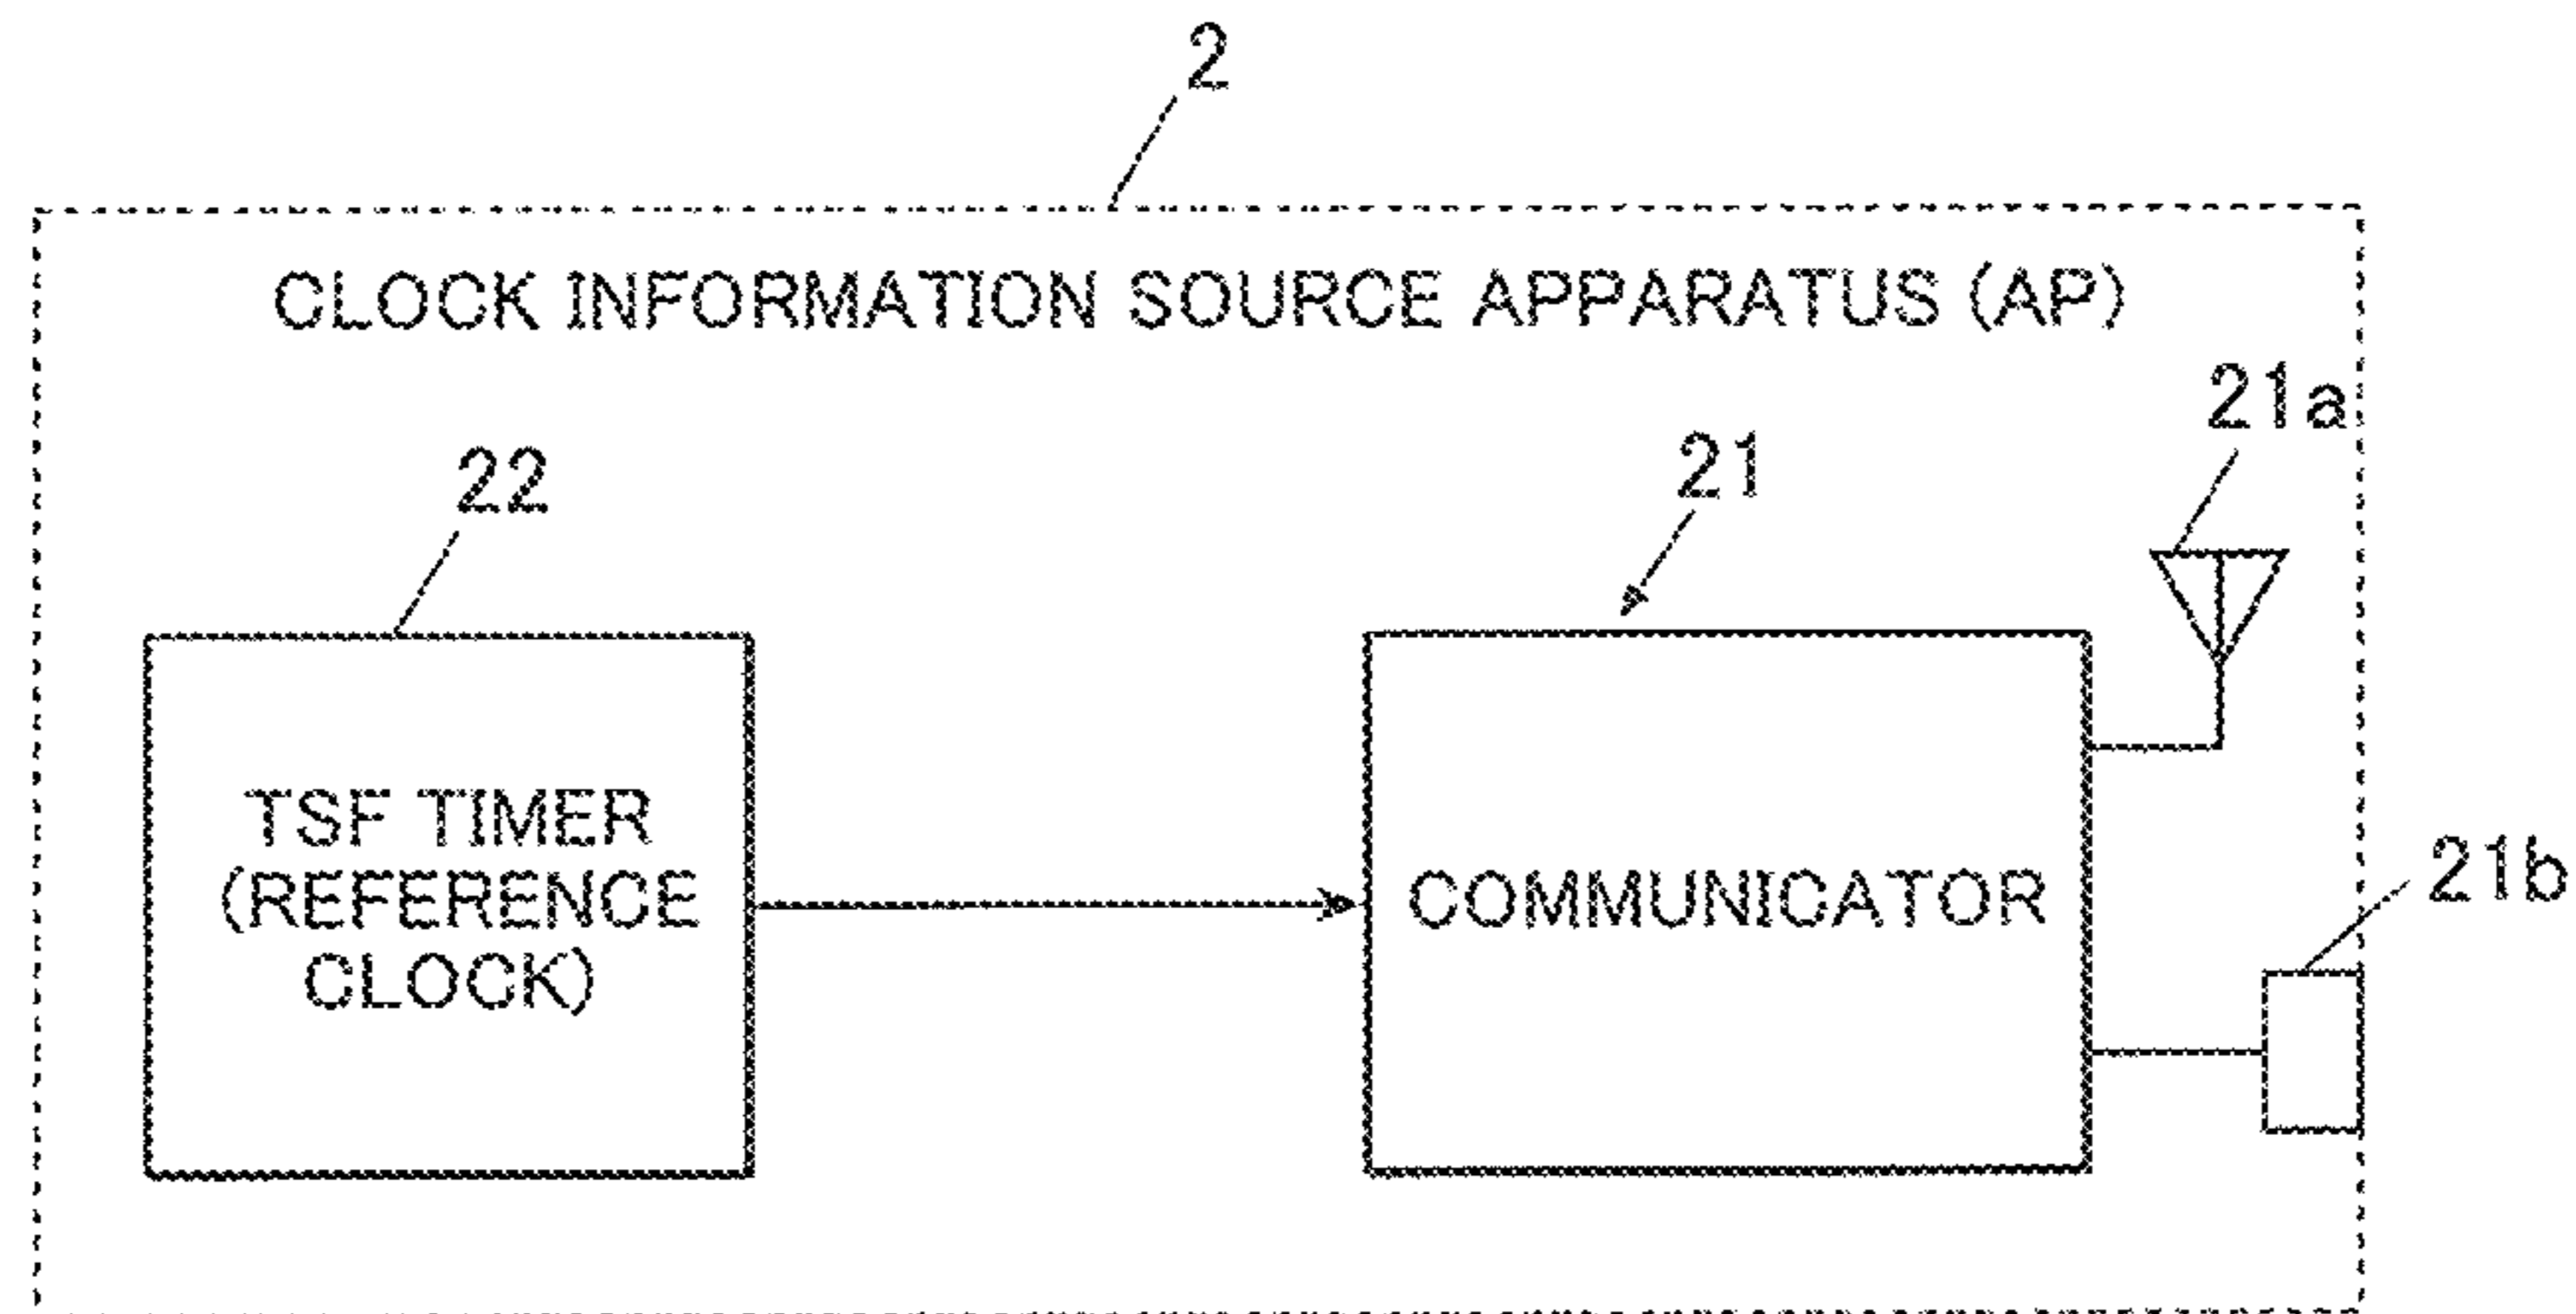 2
CLOCK INFORMATION SOURCE APPARATUS (AP)
21a
22
21
TSF TIMER
(REFERENCE
CLOCK)
COMMUNICATOR
21b